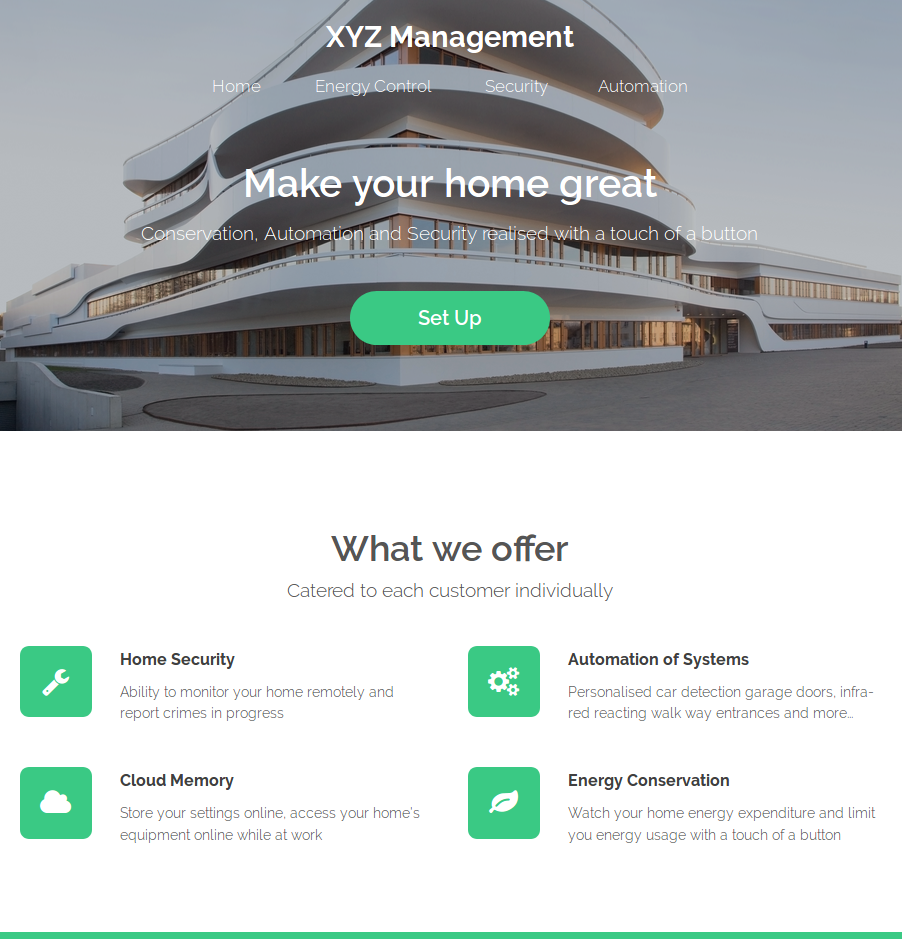 XYZ Management
Home Energy Control Security Automation
Make your home great
Conservation, Automation and Security realised with a touch of a button
Set Up
What we offer
Catered to each customer individually
Home Security
Ability to monitor your home remotely and
report crimes in progress
Automation of Systems
Personalised car detection garage doors, infra-
red reacting walk way entrances and more...
Cloud Memory
Store your settings online, access your home's
equipment online while at work
Energy Conservation
Watch your home energy expenditure and limit
you energy usage with a touch of a button